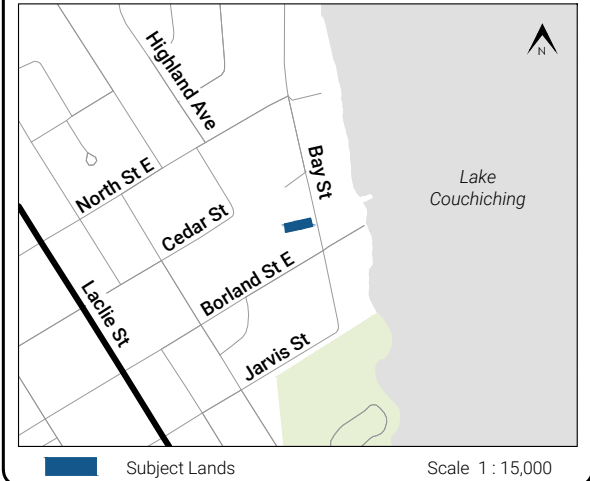 Highland Ave
N
North St E
Bay St
Lake
Couchiching
Cedar St
Borland St E
Laclie St
Jarvis St
Subject Lands
Scale 1 : 15,000